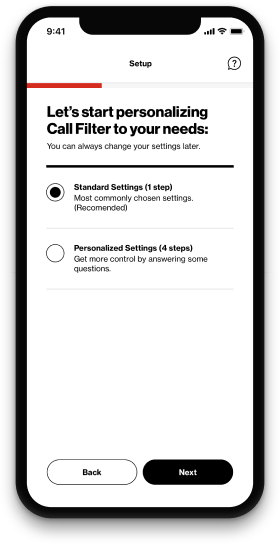 9:41
Setup
Let's start personalizing
Call Filter to your needs:
You can always change your settings later.
Standard Settings (1 step)
Most commonly chosen settings.
(Recomended)
Personalized Settings (4 steps)
Get more control by answering some
questions.
Back
Next